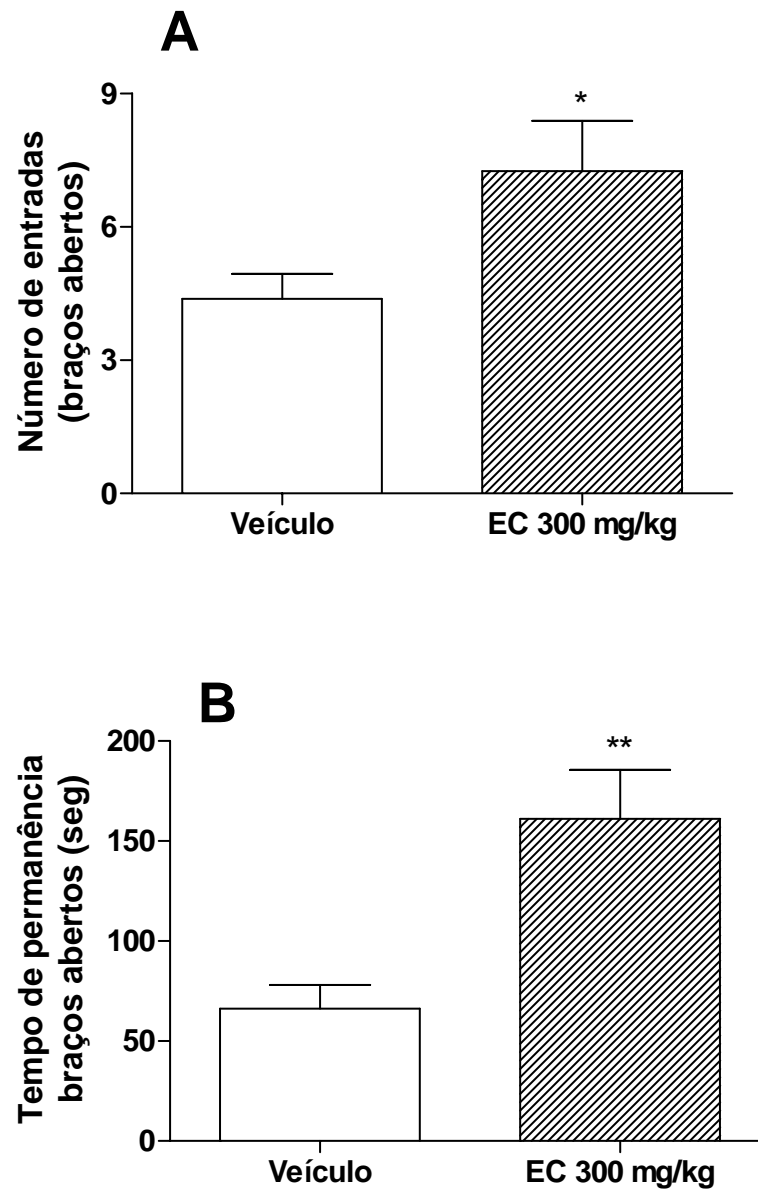 A
Número de entradas
(braços abertos)
9
6
3
0
*
Veículo
EC 300 mg/kg
B
Tempo de permanência
braços abertos (seg)
200
150
100
50
0
**
Veículo
EC 300 mg/kg